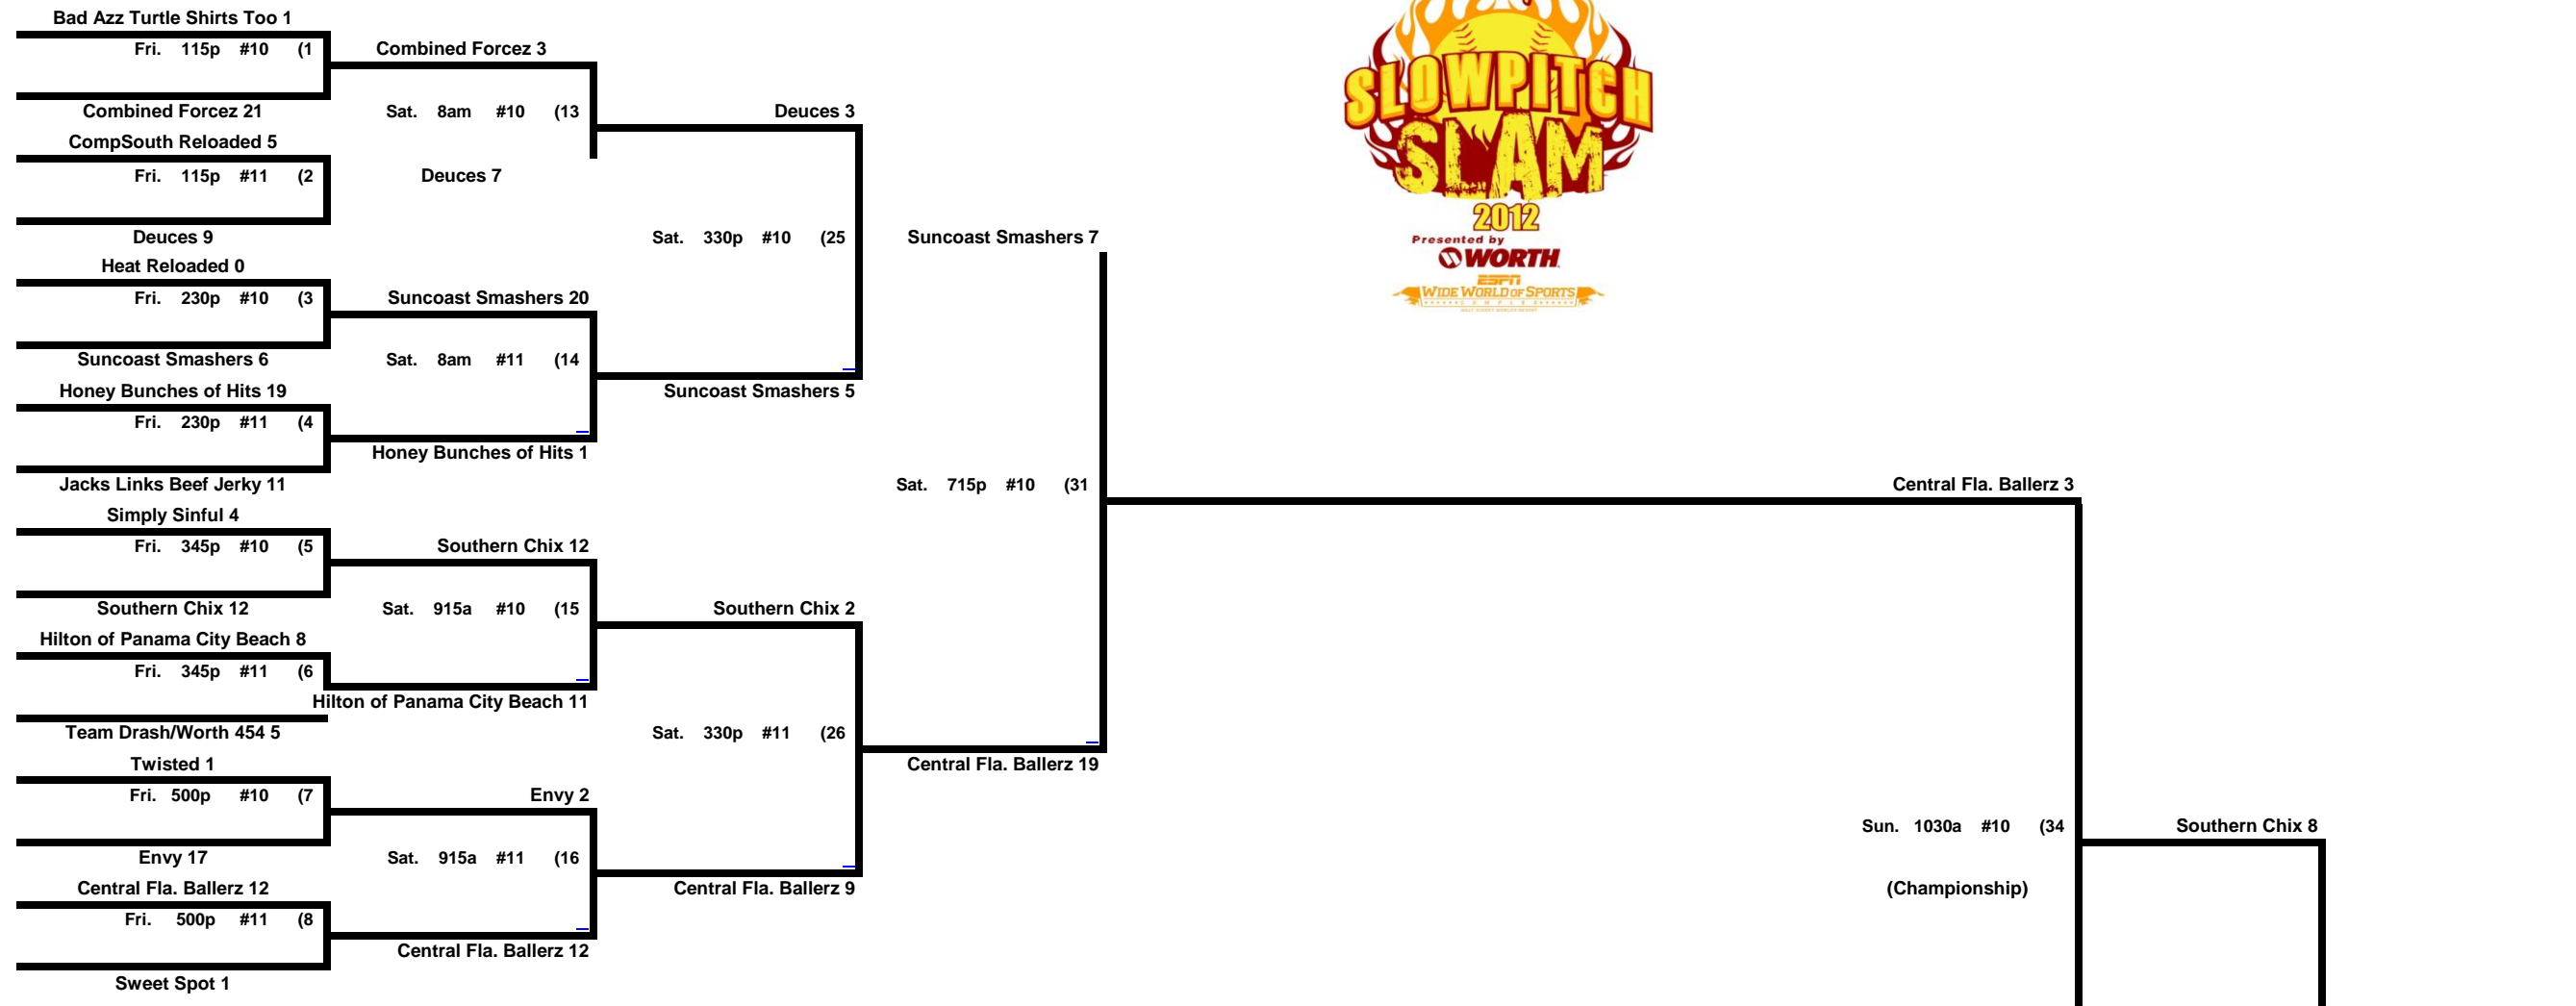 Bad Azz Turtle Shirts Too 1
Fri. 115p #10 (1
Combined Forcez 3
Combined Forcez 21
Sat. 8am #10 (13
Deuces 3
CompSouth Reloaded 5
Fri. 115p #11 (2
Deuces 7
Deuces 9
Sat. 330p #10 (25
Suncoast Smashers 7
Heat Reloaded 0
Fri. 230p #10 (3
Suncoast Smashers 20
Suncoast Smashers 6
Sat. 8am #11 (14
Honey Bunches of Hits 19
Suncoast Smashers 5
Fri. 230p #11 (4
Honey Bunches of Hits 1
Jacks Links Beef Jerky 11
Sat. 715p #10 (31
Central Fla. Ballerz 3
Simply Sinful 4
Fri. 345p #10 (5
Southern Chix 12
Southern Chix 12
Sat. 915a #10 (15
Southern Chix 2
Hilton of Panama City Beach 8
Fri. 345p #11 (6
Hilton of Panama City Beach 11
Team Drash/Worth 454 5
Sat. 330p #11 (26
Twisted 1
Central Fla. Ballerz 19
Fri. 500p #10 (7
Envy 2
Sun. 1030a #10 (34
Southern Chix 8
Envy 17
Sat. 915a #11 (16
Central Fla. Ballerz 12
Central Fla. Ballerz 9
(Championship)
Fri. 500p #11 (8
Central Fla. Ballerz 12
Sweet Spot 1
SLOWPITCH
SLAM
2012
Presented by
WORTH
ESPN
WIDE WORLD OF SPORTS